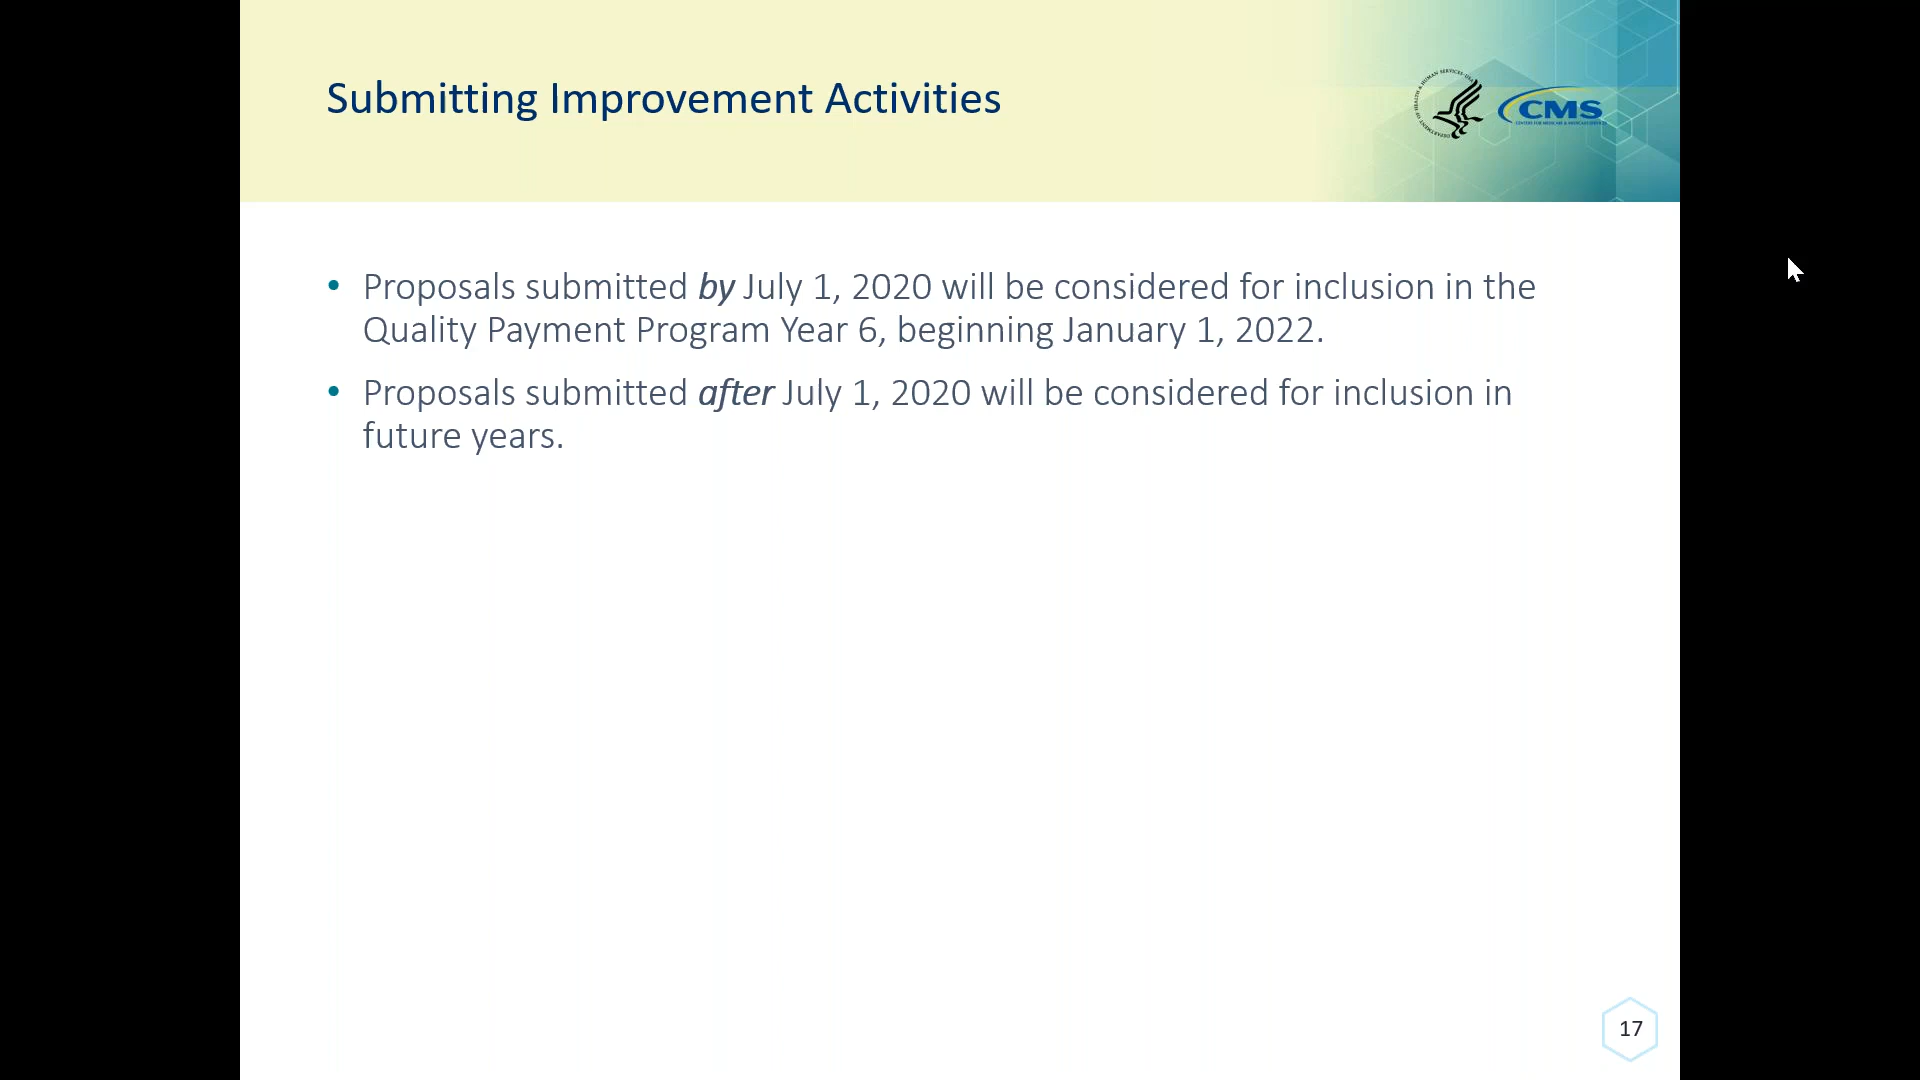 Submitting Improvement Activities
CMS
• Proposals submitted by July 1, 2020 will be considered for inclusion in the
Quality Payment Program Year 6, beginning January 1, 2022.
• Proposals submitted after July 1, 2020 will be considered for inclusion in
future years.
17